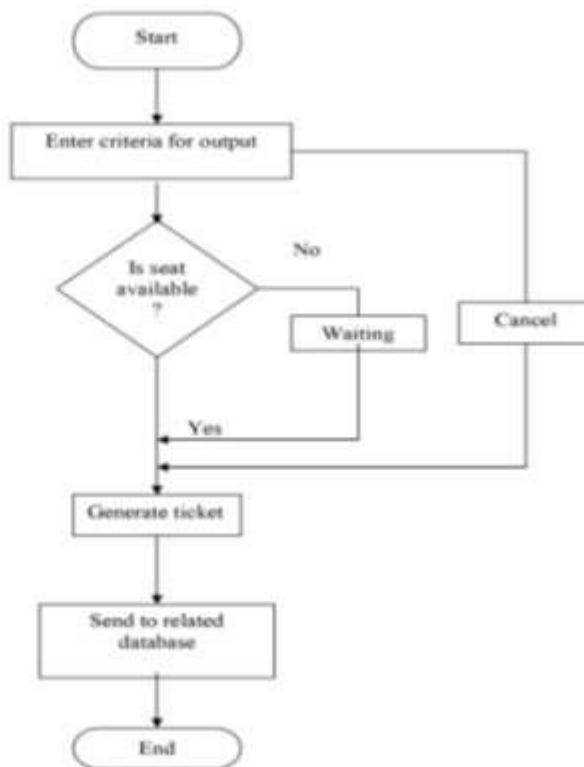 Start
Enter criteria for output
No
Is seat
available
?
Waiting
Cancel
Yes
Generate ticket
Send to related
database
End